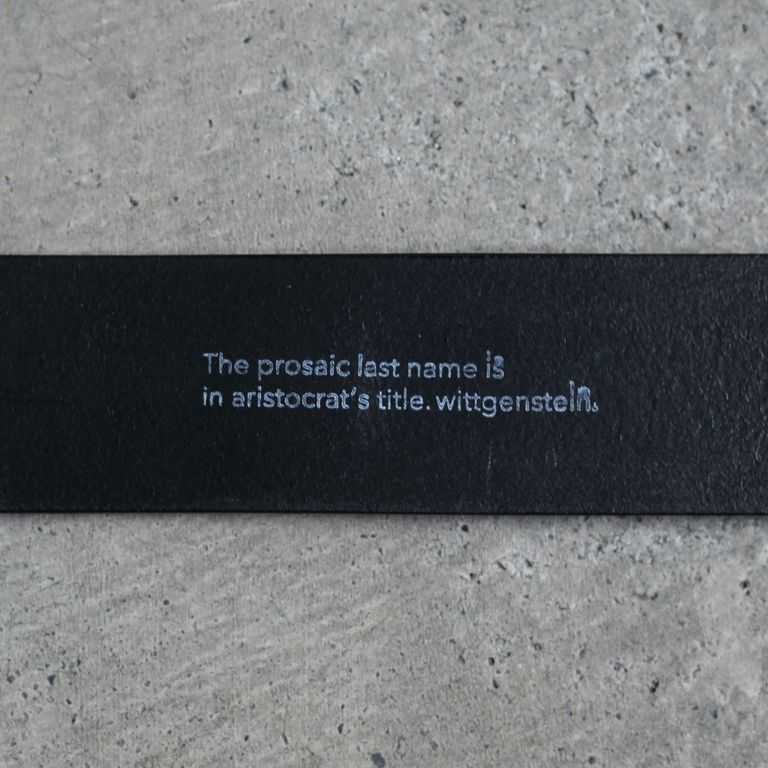 The prosaic last name is
in aristocrat's title. wittgenstein.